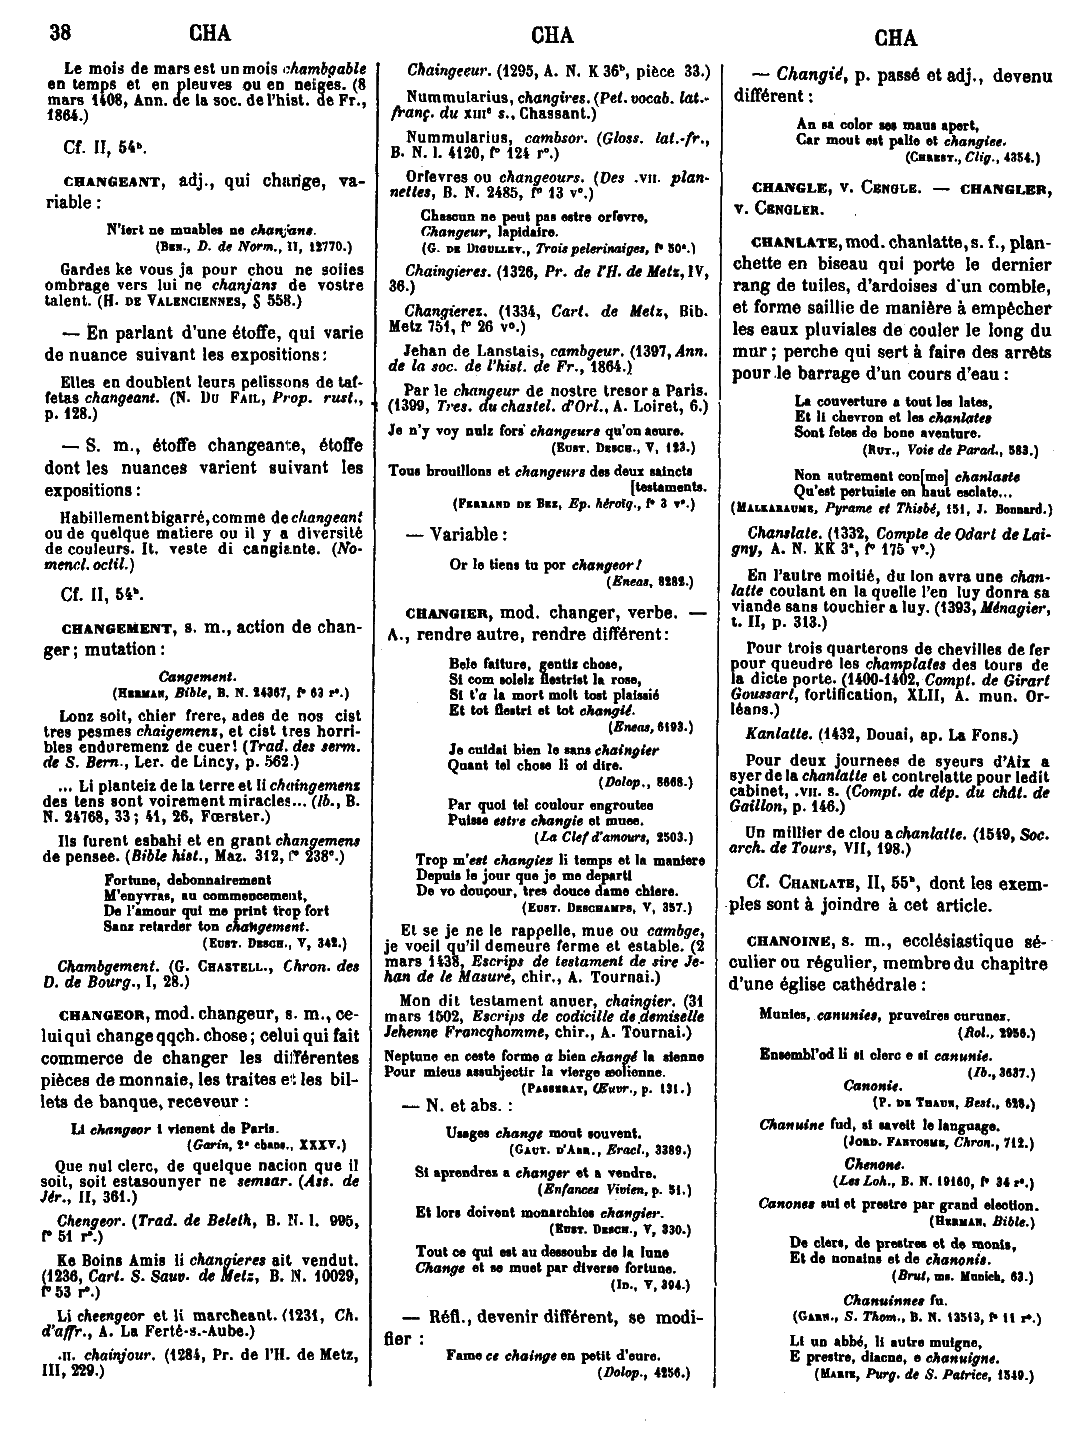 38 CHA CHA CHA
Le mois de mars est un mois chambgable
en temps et en pleuves ou en neiges. (8
mars 1408, Ann. de la soc. de l'hist. de Fr.,
1864.)
Cf. II, 54ᵇ.
CHANGEANT, adj., qui change, va-
riable :
N'iert ne muables ne chanjans.
(BEN., D. de Norm., II, 12770.)
Gardes ke vous ja pour chou ne soiies
ombrage vers lui ne chanjans de vostre
talent. (H. DE VALENCIENNES, § 558.)
— En parlant d'une étoffe, qui varie
de nuance suivant les expositions :
Elles en doublent leurs pelissons de taf-
fetas changeant. (N. DU FAIL, Prop. rust.,
p. 128.)
— S. m., étoffe changeante, étoffe
dont les nuances varient suivant les
expositions :
Habillement bigarré, comme de changeant
ou de quelque matiere ou il y a diversité
de couleurs. It. veste di cangiante. (No-
mencl. octil.)
Cf. II, 54ᵇ.
CHANGEMENT, s. m., action de chan-
ger ; mutation :
Cangement.
(HERMAN, Bible, B. N. 24367, fº 63 rº.)
Lonz soit, chier frere, ades de nos cist
tres pesmes chaigemenz, et cist tres horri-
bles enduremenz de cuer! (Trad. des serm.
de S. Bern., Ler. de Lincy, p. 562.)
... Li planteiz de la terre et li chaingemenz
des tens sont voirement miracles... (Ib., B.
N. 24768, 33 ; 41, 26, Fœrster.)
Ils furent esbahi et en grant changemens
de pensee. (Bible hist., Maz. 312, fº 238ᶜ.)
Fortune, debonnairement
M'enyvras, au commencement,
De l'amour qui me print trop fort
Sanz retarder ton changement.
(EUST. DESCH., V, 342.)
Chambgement. (G. CHASTELL., Chron. des
D. de Bourg., I, 28.)
CHANGEOR, mod. changeur, s. m., ce-
lui qui change qqch. chose ; celui qui fait
commerce de changer les différentes
pièces de monnaie, les traites et les bil-
lets de banque, receveur :
Li changeor i vienent de Paris.
(Garin, 2ᵉ chans., XXXV.)
Que nul clerc, de quelque nacion que il
soit, soit estasounyer ne semsar. (Ass. de
Jér., II, 361.)
Chengeor. (Trad. de Beleth, B. N. l. 995,
fº 51 rº.)
Ke Boins Amis li changieres ait vendut.
(1236, Cart. S. Sauv. de Metz, B. N. 10029,
fº 53 rº.)
Li cheengeor et li marcheant. (1231, Ch.
d'affr., A. La Ferté-s.-Aube.)
.II. chainjour. (1284, Pr. de l'H. de Metz,
III, 229.)
Chaingeeur. (1295, A. N. K 36ᵇ, pièce 33.)
Nummularius, changires. (Pet. vocab. lat.-
franç. du XIIIᵉ s., Chassant.)
Nummularius, cambsor. (Gloss. lat.-fr.,
B. N. l. 4120, fº 124 rº.)
Orfevres ou changeours. (Des .VII. plan-
nettes, B. N. 2485, fº 13 vº.)
Chascun ne peut pas estre orfevre,
Changeur, lapidaire.
(G. DE DIGULLEY., Trois pelerinaiges, fº 50ᵃ.)
Chaingieres. (1326, Pr. de l'H. de Metz, IV,
36.)
Changierez. (1334, Cart. de Metz, Bib.
Metz 751, fº 26 vº.)
Jehan de Lanstais, cambgeur. (1397, Ann.
de la soc. de l'hist. de Fr., 1864.)
Par le changeur de nostre tresor a Paris.
(1399, Tres. du chastel. d'Orl., A. Loiret, 6.)
Je n'y voy nulz fors changeurs qu'on aeure.
(EUST. DESCH., V, 123.)
Tous brouillons et changeurs des deux saincts
[testaments.
(FERRAND DE BEZ, Ep. héroïq., fº 3 vº.)
— Variable :
Or le tiens tu por changeor !
(Eneas, 8282.)
CHANGIER, mod. changer, verbe. —
A., rendre autre, rendre différent :
Bele faiture, gentis chose,
Si com soleiz flestrist la rose,
Si t'a la mort molt tost plaissié
Et tot flestri et tot changié.
(Eneas, 6193.)
Je cuidai bien le sans chaingier
Quant tel chose li oi dire.
(Dolop., 8668.)
Par quoi tel coulour engroutee
Puisse estre changie et muee.
(La Clef d'amours, 2503.)
Trop m'est changiez li temps et la maniere
Depuis le jour que je me departi
De vo douçour, tres douce dame chiere.
(EUST. DESCHAMPS, V, 357.)
Et se je ne le rappelle, mue ou cambge,
je voeil qu'il demeure ferme et estable. (2
mars 1438, Escrips de testament de sire Je-
han de le Masure, chir., A. Tournai.)
Mon dit testament anuer, chaingier. (31
mars 1502, Escrips de codicille de demiselle
Jehenne Francqhomme, chir., A. Tournai.)
Neptune en ceste forme a bien changé la sienne
Pour mieus assubjectir la vierge æolienne.
(PASSERAT, Œuvr., p. 131.)
— N. et abs. :
Usages change mout souvent.
(GAUT. D'ARR., Eracl., 3389.)
Si aprendrez a changer et a vendre.
(Enfances Vivien, p. 51.)
Et lors doivent monarchies changier.
(EUST. DESCH., V, 330.)
Tout ce qui est au dessoubz de la lune
Change et se muet par diverse fortune.
(ID., V, 394.)
— Réfl., devenir différent, se modi-
fier :
Fame ce chainge en petit d'eure.
(Dolop., 4256.)
— Changié, p. passé et adj., devenu
différent :
An sa color ses maus apert,
Car mout est palie et changiee.
(CHREST., Clig., 4354.)
CHANGLE, v. CENGLE. — CHANGLER,
v. CENGLER.
CHANLATE, mod. chanlatte, s. f., plan-
chette en biseau qui porte le dernier
rang de tuiles, d'ardoises d'un comble,
et forme saillie de manière à empêcher
les eaux pluviales de couler le long du
mur ; perche qui sert à faire des arrêts
pour le barrage d'un cours d'eau :
La couverture a tout les lates,
Et li chevron et les chanlates
Sont fetes de bone aventure.
(RUT., Voie de Parad., 583.)
Non autrement con[me] chanlaste
Qu'est pertuisie en haut esclate...
(MALKARAUME, Pyrame et Thisbé, 151, J. Bonnard.)
Chanslate. (1332, Compte de Odart de Lai-
gny, A. N. KK 3ᵃ, fº 175 vº.)
En l'autre moitié, du lon avra une chan-
latte coulant en la quelle l'en luy donra sa
viande sans touchier a luy. (1393, Ménagier,
t. II, p. 313.)
Pour trois quarterons de chevilles de fer
pour queudre les champlates des tours de
la dicte porte. (1400-1402, Compt. de Girart
Goussart, fortification, XLII, A. mun. Or-
léans.)
Kanlatte. (1432, Douai, ap. La Fons.)
Pour deux journees de syeurs d'Aix a
syer de la chanlatte et contrelatte pour ledit
cabinet, .VII. s. (Compt. de dép. du chât. de
Gaillon, p. 146.)
Un millier de clou a chanlatte. (1549, Soc.
arch. de Tours, VII, 198.)
Cf. CHANLATE, II, 55ᵇ, dont les exem-
ples sont à joindre à cet article.
CHANOINE, s. m., ecclésiastique sé-
culier ou régulier, membre du chapitre
d'une église cathédrale :
Munies, canunies, pruveires curunez.
(Rol., 2956.)
Ensembl'od li si clerc e si canunie.
(Ib., 3637.)
Canonie.
(P. DE THAUN, Best., 628.)
Chanuine fud, si saveit le language.
(JORD. FANTOSME, Chron., 712.)
Chenone.
(Les Loh., B. N. 19160, fº 34 rº.)
Canones sui et prestre par grand election.
(HERMAN, Bible.)
De clers, de prestres et de monis,
Et de nonains et de chanonis.
(Brut, ms. Munich, 63.)
Chanuinnes fu.
(GARN., S. Thom., B. N. 13513, fº 11 rº.)
Li un abbé, li autre muigne,
E prestre, diacne, e chanuigne.
(MARIE, Purg. de S. Patrice, 1549.)